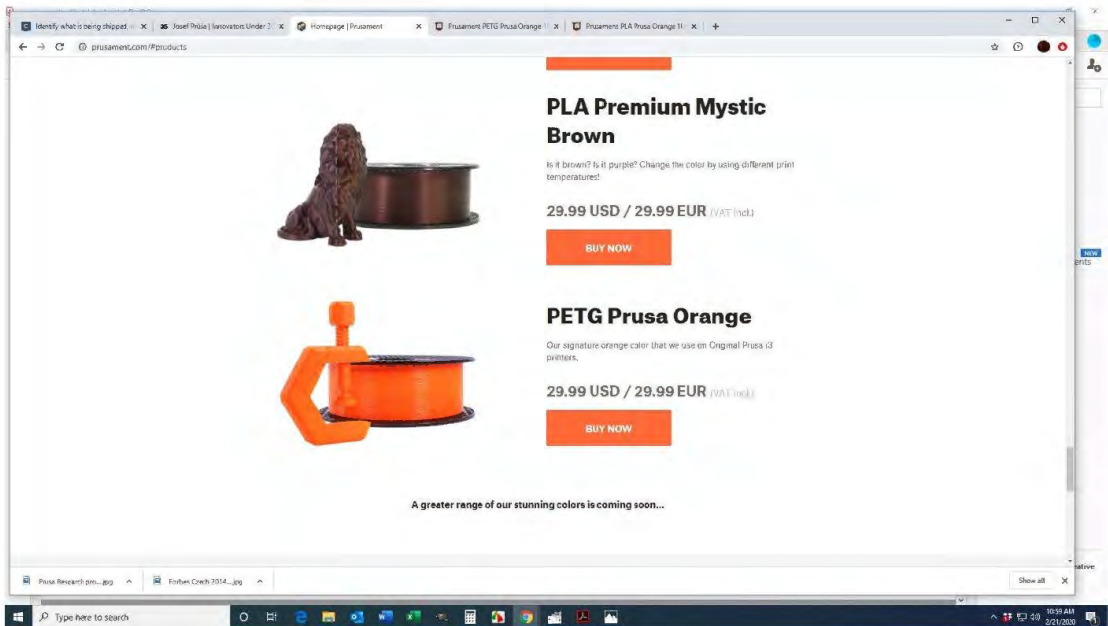 Identify what is being shipped
Josef Průša | Innovators Under 3
Homepage | Prusament
Prusament PETG Prusa Orange 1
Prusament PLA Prusa Orange 1
prusament.com/#products
PLA Premium Mystic
Brown
Is it brown? Is it purple? Change the color by using different print
temperatures!
29.99 USD / 29.99 EUR (VAT incl.)
BUY NOW
NEW
ents
PETG Prusa Orange
Our signature orange color that we use on Original Prusa i3
printers.
29.99 USD / 29.99 EUR (VAT incl.)
BUY NOW
A greater range of our stunning colors is coming soon...
eative
Prusa Research pro....jpg
Forbes Czech 2014....jpg
Show all
Type here to search
10:59 AM
2/21/2020